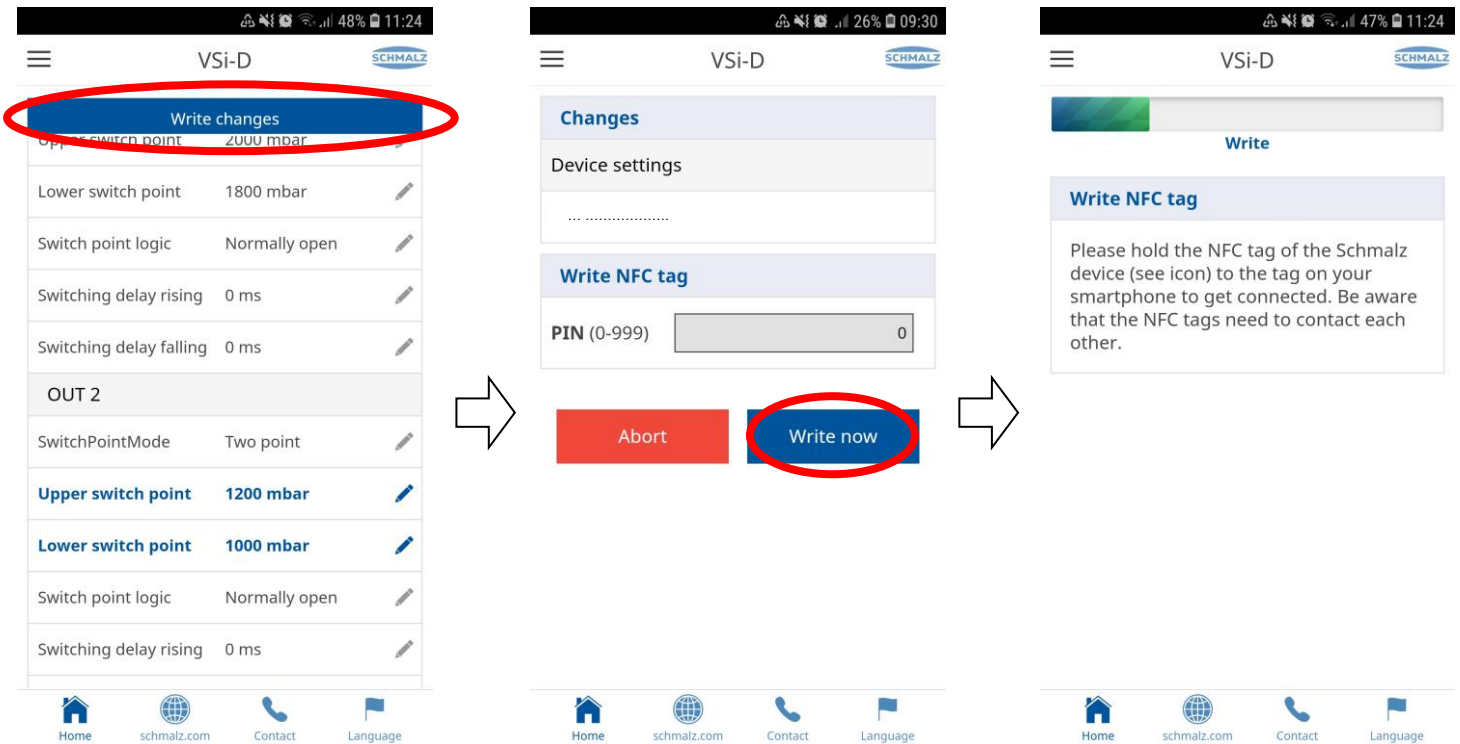 48% 11:24
VSi-D
SCHMALZ
Write changes
Upper switch point 2000 mbar
Lower switch point 1800 mbar
Switch point logic Normally open
Switching delay rising 0 ms
Switching delay falling 0 ms
OUT 2
SwitchPointMode Two point
Upper switch point 1200 mbar
Lower switch point 1000 mbar
Switch point logic Normally open
Switching delay rising 0 ms
Home schmalz.com Contact Language
26% 09:30
VSi-D
SCHMALZ
Changes
Device settings
... ...................
Write NFC tag
PIN (0-999) 0
Abort Write now
Home schmalz.com Contact Language
47% 11:24
VSi-D
SCHMALZ
Write
Write NFC tag
Please hold the NFC tag of the Schmalz
device (see icon) to the tag on your
smartphone to get connected. Be aware
that the NFC tags need to contact each
other.
Home schmalz.com Contact Language